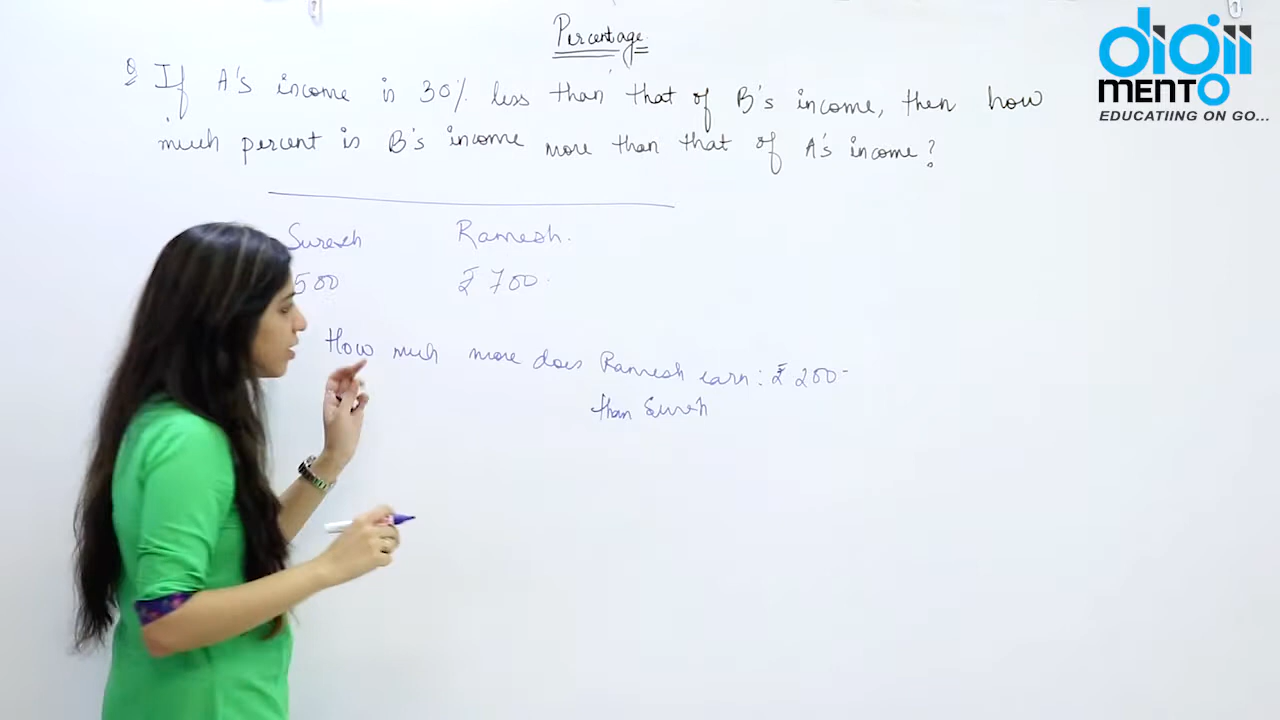 Percentage
Q If A's income is 30% less than that of B's income, then how
much percent is B's income more than that of A's income?
Suresh Ramesh.
500 ₹ 700
How much more does Ramesh earn: ₹ 200
than Suresh
digii
MENTO
EDUCATIING ON GO...